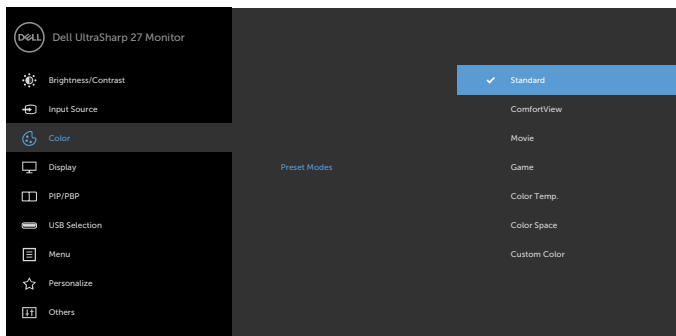 DELL Dell UltraSharp 27 Monitor
Brightness/Contrast
Input Source
Color
Display
PIP/PBP
USB Selection
Menu
Personalize
Others
Preset Modes
Standard
ComfortView
Movie
Game
Color Temp.
Color Space
Custom Color